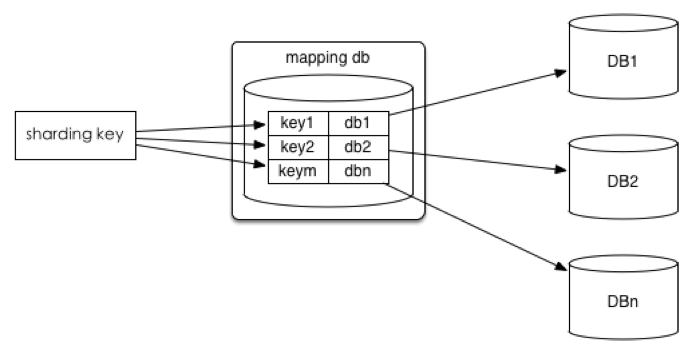 mapping db
sharding key
key1 db1
key2 db2
keym dbn
DB1
DB2
DBn